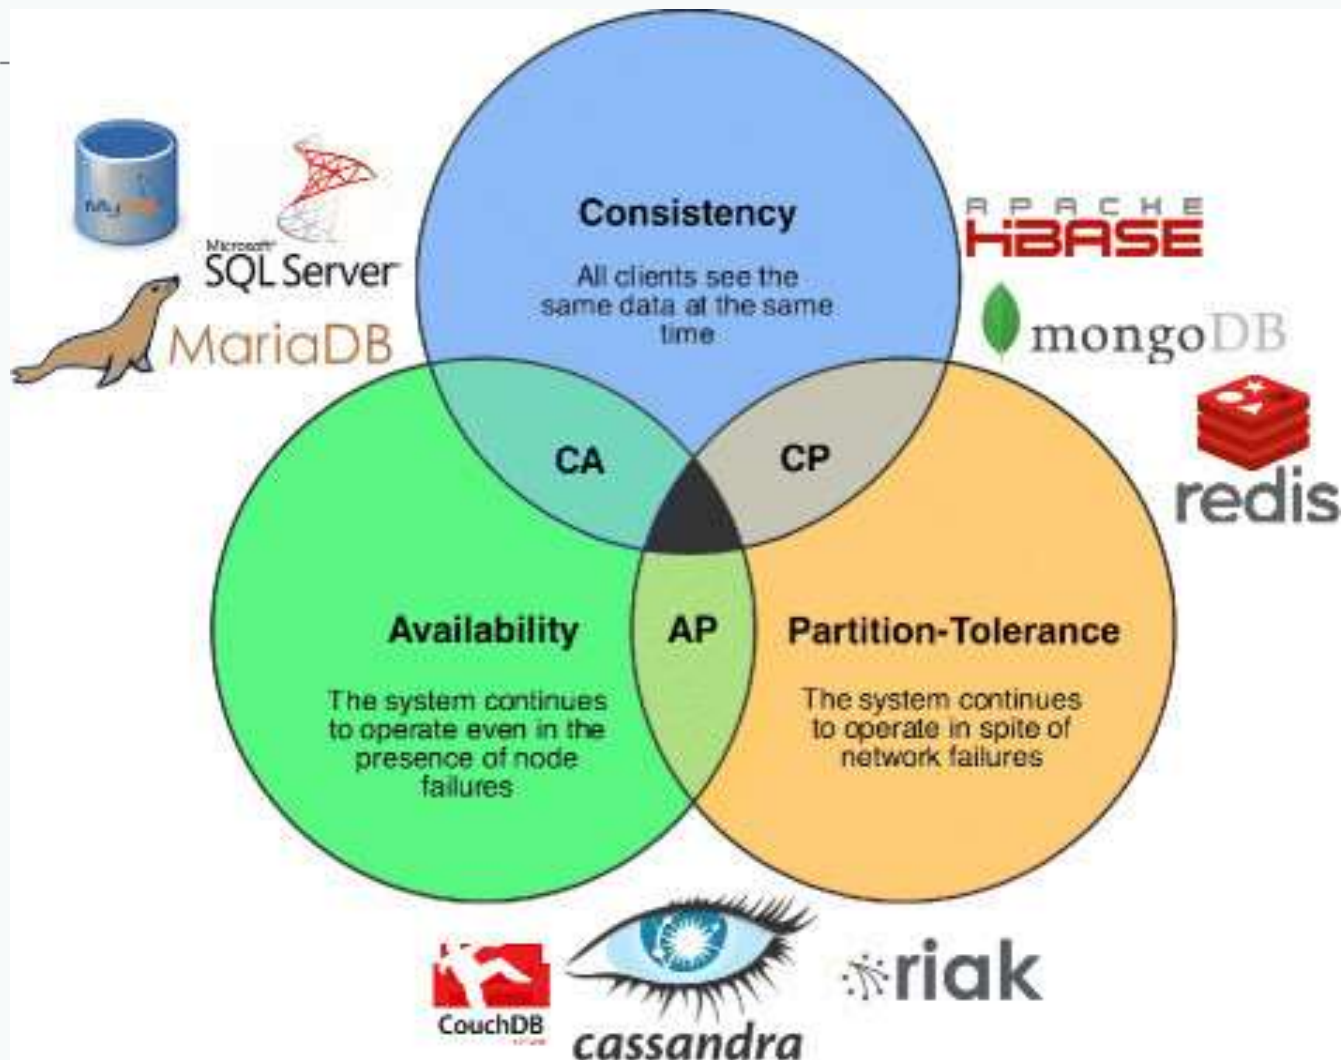 Consistency
All clients see the
same data at the same
time
MySQL
Microsoft
SQL Server
MariaDB
APACHE
HBASE
mongoDB
redis
CA
CP
Availability
AP
Partition-Tolerance
The system continues
to operate even in the
presence of node
failures
The system continues
to operate in spite of
network failures
CouchDB
cassandra
riak